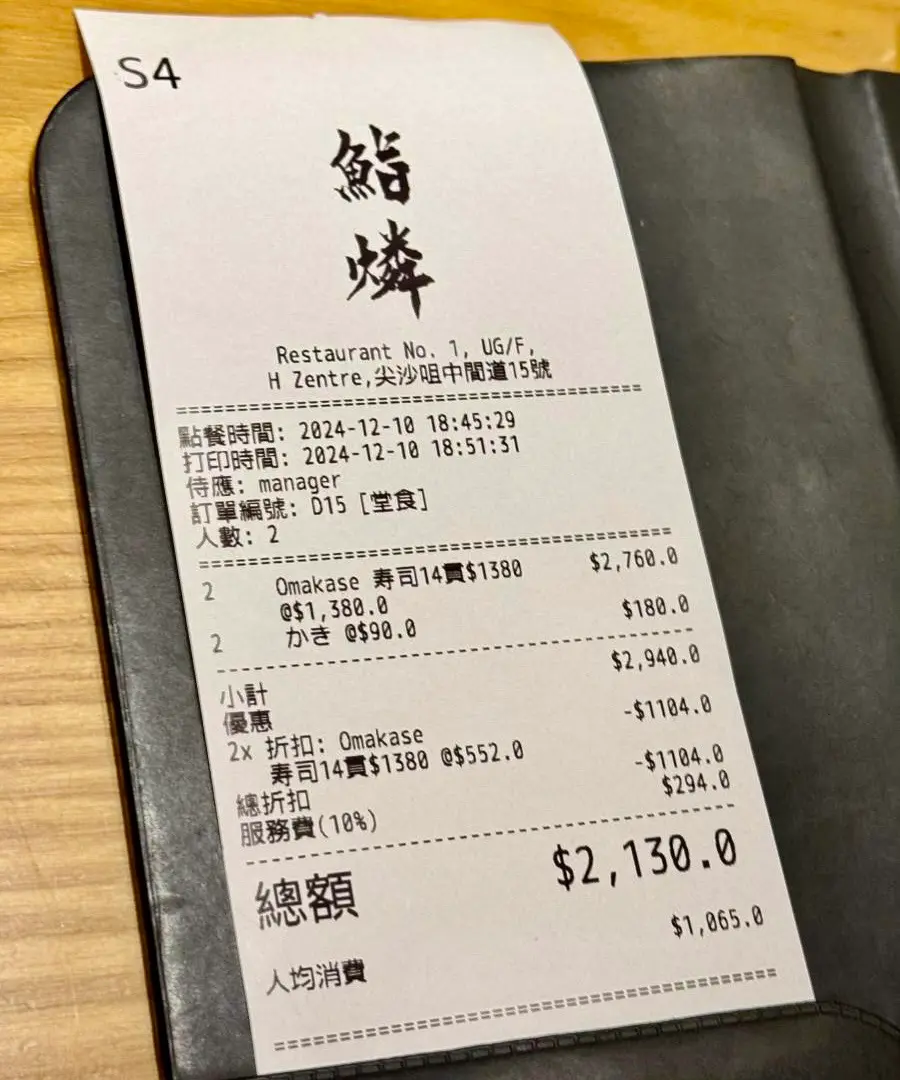 S4
鮨
燐
Restaurant No. 1, UG/F,
H Zentre,尖沙咀中間道15號
================================
點餐時間: 2024-12-10 18:45:29
打印時間: 2024-12-10 18:51:31
侍應: manager
訂單編號: D15 [堂食]
人數: 2
================================
2 Omakase 寿司14貫$1380 $2,760.0
@$1,380.0
2 かき @$90.0 $180.0
--------------------------------
小計 $2,940.0
優惠
2x 折扣: Omakase -$1104.0
寿司14貫$1380 @$552.0
總折扣 -$1104.0
服務費(10%) $294.0
--------------------------------
總額 $2,130.0
人均消費 $1,065.0
================================